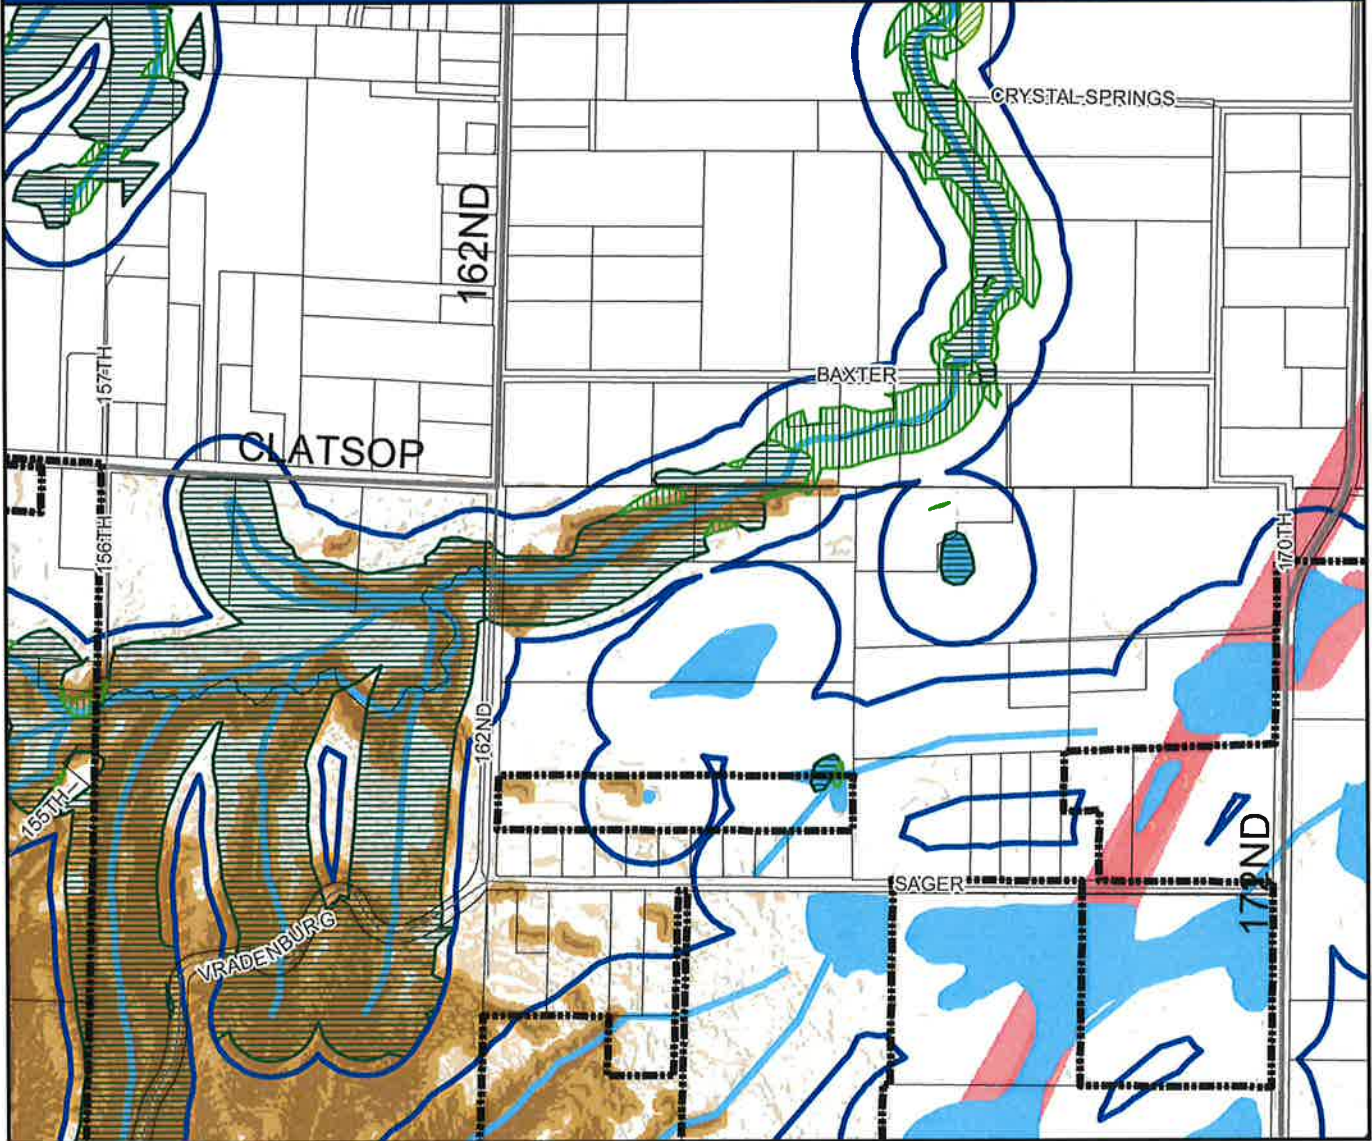 CRYSTAL SPRINGS
162ND
157TH
BAXTER
CLATSOP
156TH
170TH
162ND
155TH
172ND
SAGER
VRADENBURG